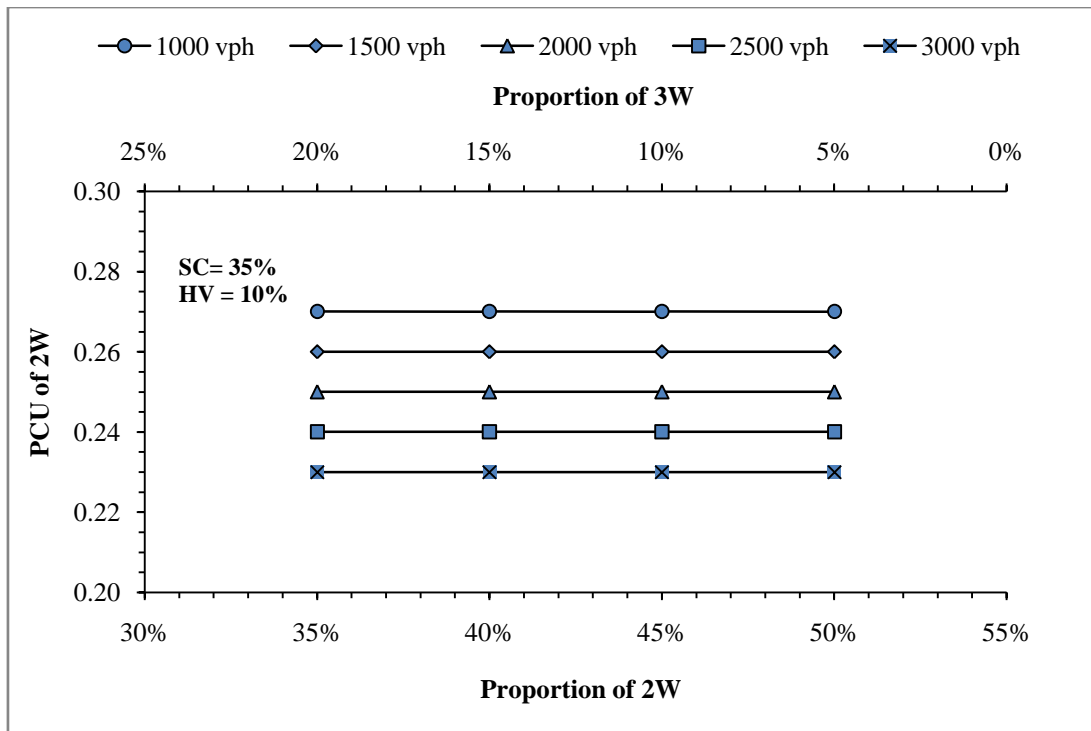 1000 vph 1500 vph 2000 vph 2500 vph 3000 vph
Proportion of 3W
25% 20% 15% 10% 5% 0%
0.30
SC= 35%
0.28
HV = 10%
0.26
PCU of 2W
0.24
0.22
0.20
30% 35% 40% 45% 50% 55%
Proportion of 2W